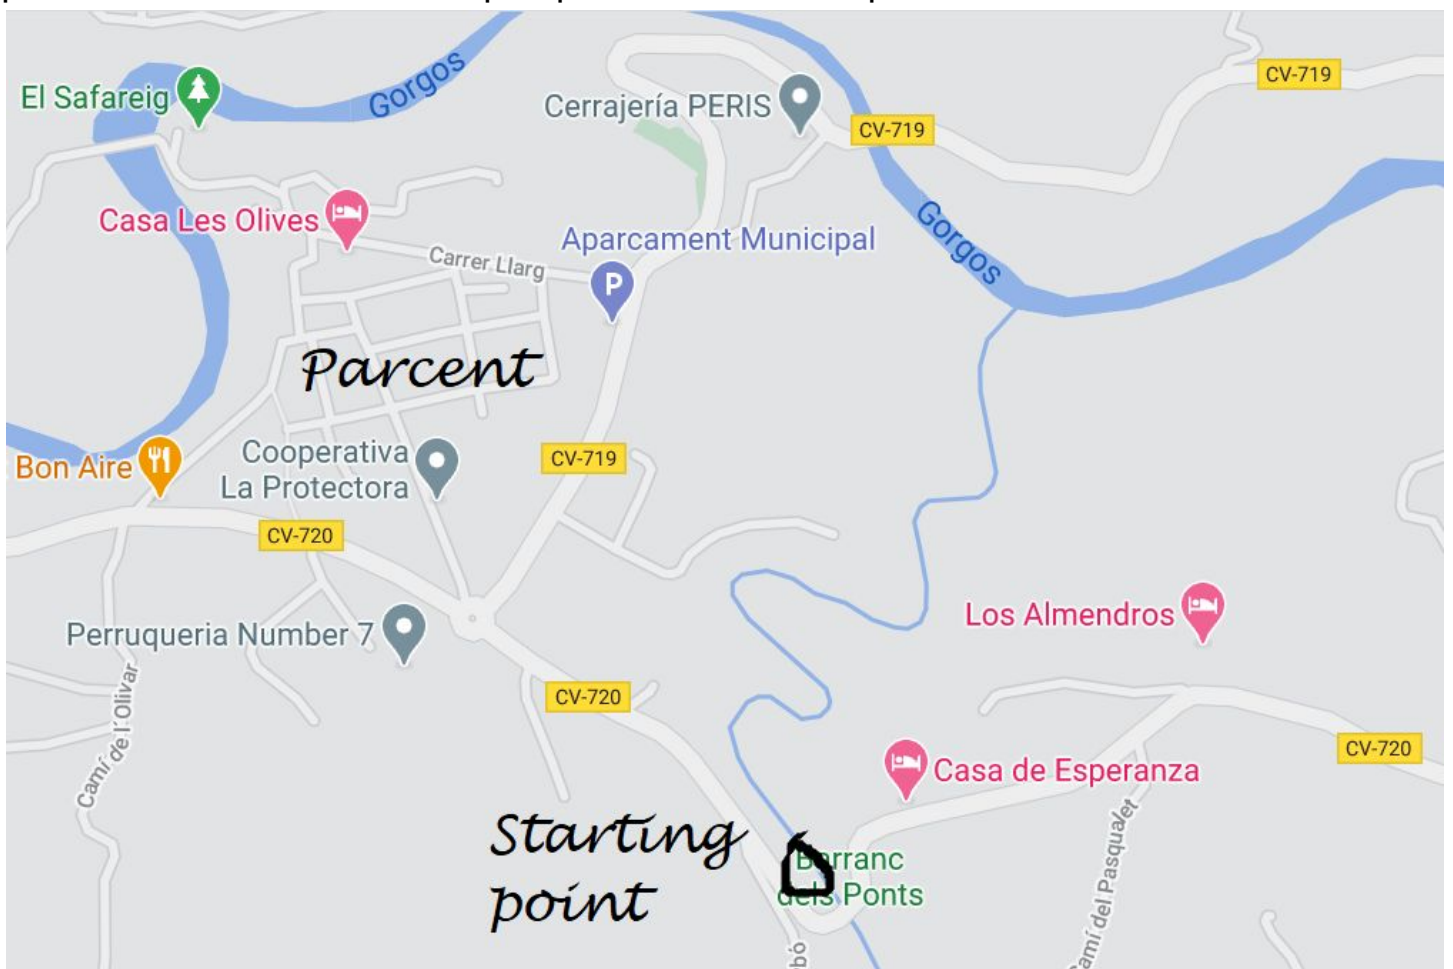 Gorgos
El Safareig
Cerrajería PERIS
CV-719
CV-719
Casa Les Olives
Carrer Llarg
Aparcament Municipal
P
Gorgos
Parcent
Cooperativa
La Protectora
CV-719
Bon Aire
CV-720
Los Almendros
Perruqueria Number 7
CV-720
Camí de l'Olivar
CV-720
Casa de Esperanza
Starting
point
Barranc
dels Ponts
Camí del Pasqualet